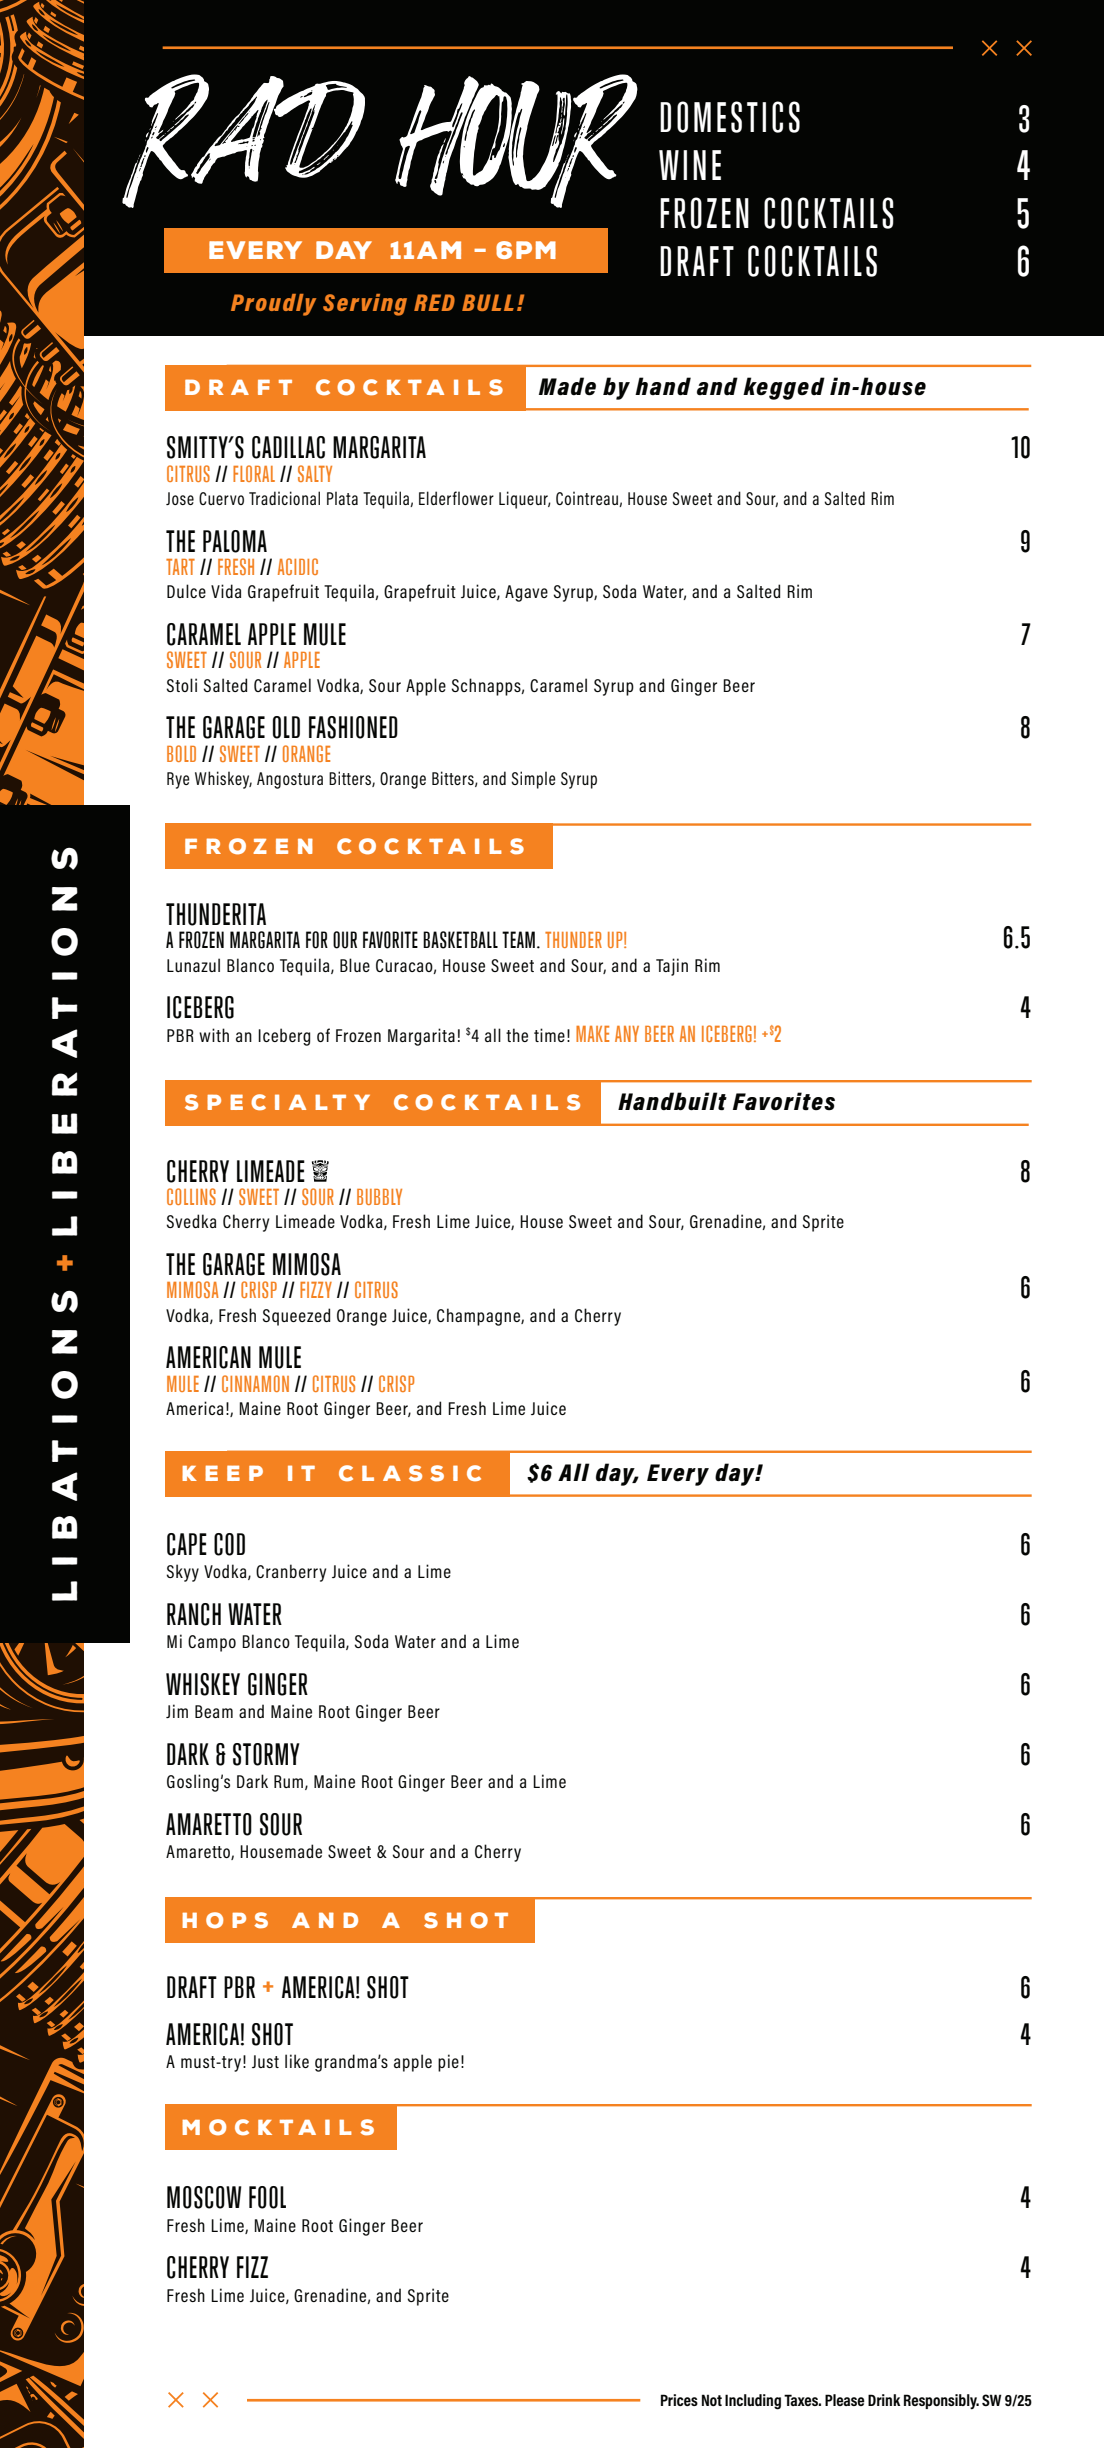 RAD HOUR
EVERY DAY 11AM – 6PM
Proudly Serving RED BULL!
DOMESTICS 3
WINE 4
FROZEN COCKTAILS 5
DRAFT COCKTAILS 6
LIBATIONS + LIBERATIONS
DRAFT COCKTAILS Made by hand and kegged in-house
SMITTY'S CADILLAC MARGARITA 10
CITRUS // FLORAL // SALTY
Jose Cuervo Tradicional Plata Tequila, Elderflower Liqueur, Cointreau, House Sweet and Sour, and a Salted Rim
THE PALOMA 9
TART // FRESH // ACIDIC
Dulce Vida Grapefruit Tequila, Grapefruit Juice, Agave Syrup, Soda Water, and a Salted Rim
CARAMEL APPLE MULE 7
SWEET // SOUR // APPLE
Stoli Salted Caramel Vodka, Sour Apple Schnapps, Caramel Syrup and Ginger Beer
THE GARAGE OLD FASHIONED 8
BOLD // SWEET // ORANGE
Rye Whiskey, Angostura Bitters, Orange Bitters, and Simple Syrup
FROZEN COCKTAILS
THUNDERITA
A FROZEN MARGARITA FOR OUR FAVORITE BASKETBALL TEAM. THUNDER UP! 6.5
Lunazul Blanco Tequila, Blue Curacao, House Sweet and Sour, and a Tajin Rim
ICEBERG 4
PBR with an Iceberg of Frozen Margarita! $4 all the time! MAKE ANY BEER AN ICEBERG! +$2
SPECIALTY COCKTAILS Handbuilt Favorites
CHERRY LIMEADE 8
COLLINS // SWEET // SOUR // BUBBLY
Svedka Cherry Limeade Vodka, Fresh Lime Juice, House Sweet and Sour, Grenadine, and Sprite
THE GARAGE MIMOSA
MIMOSA // CRISP // FIZZY // CITRUS 6
Vodka, Fresh Squeezed Orange Juice, Champagne, and a Cherry
AMERICAN MULE
MULE // CINNAMON // CITRUS // CRISP 6
America!, Maine Root Ginger Beer, and Fresh Lime Juice
KEEP IT CLASSIC $6 All day, Every day!
CAPE COD 6
Skyy Vodka, Cranberry Juice and a Lime
RANCH WATER 6
Mi Campo Blanco Tequila, Soda Water and a Lime
WHISKEY GINGER 6
Jim Beam and Maine Root Ginger Beer
DARK & STORMY 6
Gosling's Dark Rum, Maine Root Ginger Beer and a Lime
AMARETTO SOUR 6
Amaretto, Housemade Sweet & Sour and a Cherry
HOPS AND A SHOT
DRAFT PBR + AMERICA! SHOT 6
AMERICA! SHOT 4
A must-try! Just like grandma's apple pie!
MOCKTAILS
MOSCOW FOOL 4
Fresh Lime, Maine Root Ginger Beer
CHERRY FIZZ 4
Fresh Lime Juice, Grenadine, and Sprite
Prices Not Including Taxes. Please Drink Responsibly. SW 9/25